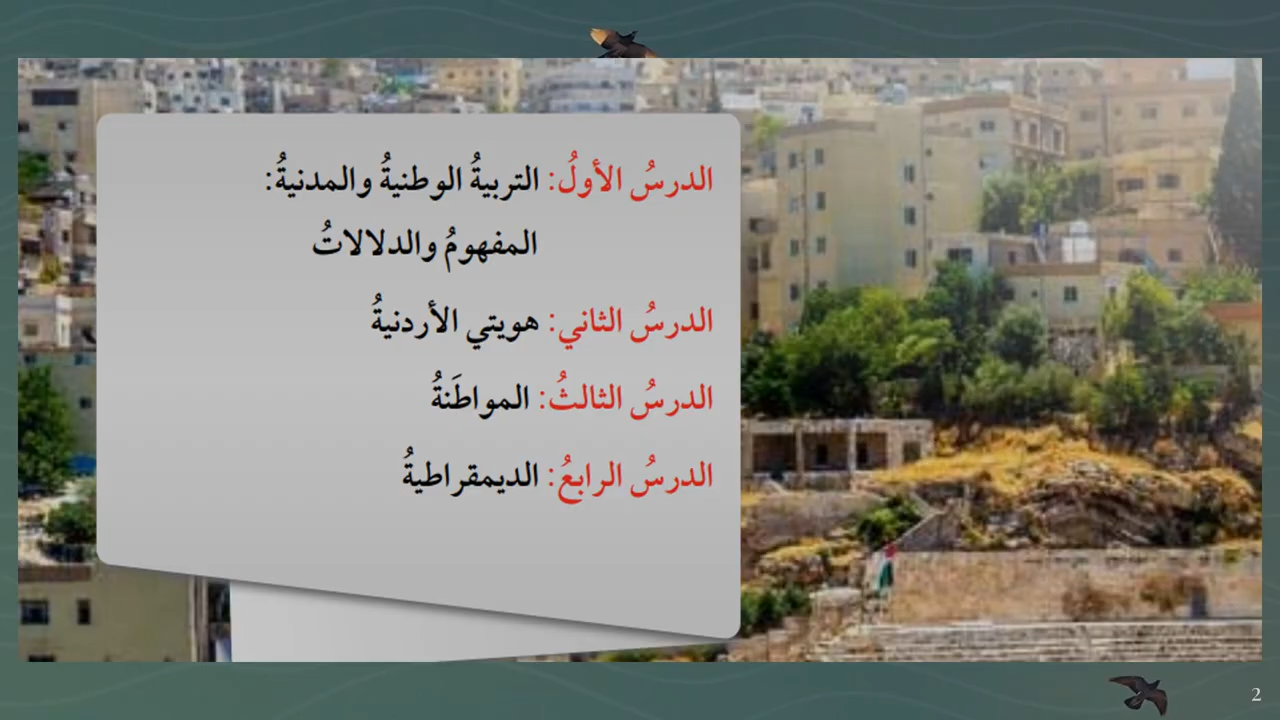 الدرسُ الأولُ: التربيةُ الوطنيةُ والمدنيةُ:
المفهومُ والدلالاتُ
الدرسُ الثاني: هويتي الأردنيةُ
الدرسُ الثالثُ: المواطَنةُ
الدرسُ الرابعُ: الديمقراطيةُ
2